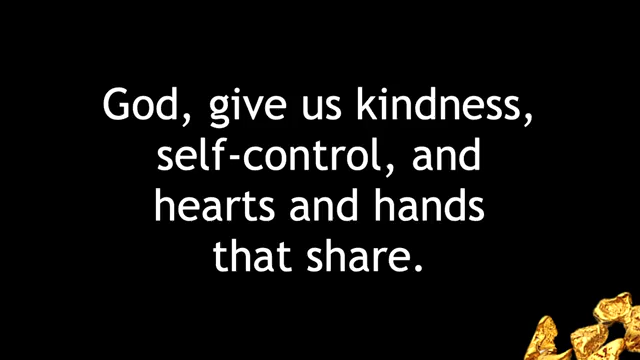 God, give us kindness,
self-control, and
hearts and hands
that share.